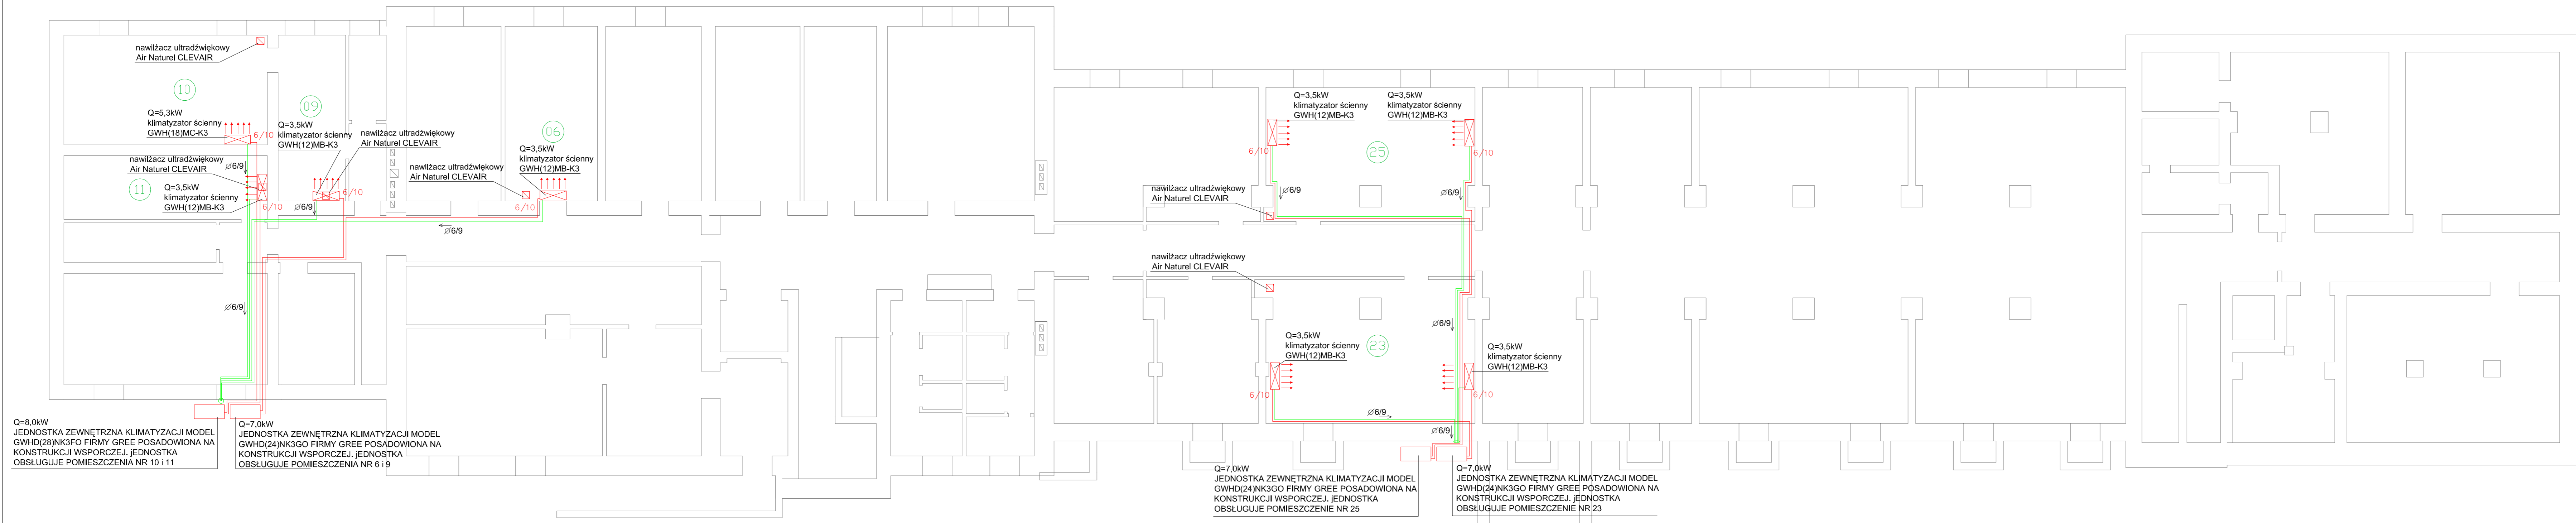 nawilżacz ultradźwiękowy
Air Naturel CLEVAIR
10
Q=5,3kW
klimatyzator ścienny
GWH(18)MC-K3
6/10
09
Q=3,5kW
klimatyzator ścienny
GWH(12)MB-K3
nawilżacz ultradźwiękowy
Air Naturel CLEVAIR
6/10
nawilżacz ultradźwiękowy
Air Naturel CLEVAIR
∅6/9
11
Q=3,5kW
klimatyzator ścienny
GWH(12)MB-K3
6/10
∅6/9
06
Q=3,5kW
klimatyzator ścienny
GWH(12)MB-K3
nawilżacz ultradźwiękowy
Air Naturel CLEVAIR
6/10
∅6/9
∅6/9
Q=8,0kW
JEDNOSTKA ZEWNĘTRZNA KLIMATYZACJI MODEL
GWHD(28)NK3FO FIRMY GREE POSADOWIONA NA
KONSTRUKCJI WSPORCZEJ. jEDNOSTKA
OBSŁUGUJE POMIESZCZENIA NR 10 i 11
Q=7,0kW
JEDNOSTKA ZEWNĘTRZNA KLIMATYZACJI MODEL
GWHD(24)NK3GO FIRMY GREE POSADOWIONA NA
KONSTRUKCJI WSPORCZEJ. jEDNOSTKA
OBSŁUGUJE POMIESZCZENIA NR 6 i 9
Q=3,5kW
klimatyzator ścienny
GWH(12)MB-K3
6/10
Q=3,5kW
klimatyzator ścienny
GWH(12)MB-K3
6/10
25
∅6/9
∅6/9
nawilżacz ultradźwiękowy
Air Naturel CLEVAIR
nawilżacz ultradźwiękowy
Air Naturel CLEVAIR
∅6/9
Q=3,5kW
klimatyzator ścienny
GWH(12)MB-K3
6/10
23
Q=3,5kW
klimatyzator ścienny
GWH(12)MB-K3
6/10
∅6/9
∅6/9
Q=7,0kW
JEDNOSTKA ZEWNĘTRZNA KLIMATYZACJI MODEL
GWHD(24)NK3GO FIRMY GREE POSADOWIONA NA
KONSTRUKCJI WSPORCZEJ. jEDNOSTKA
OBSŁUGUJE POMIESZCZENIE NR 25
Q=7,0kW
JEDNOSTKA ZEWNĘTRZNA KLIMATYZACJI MODEL
GWHD(24)NK3GO FIRMY GREE POSADOWIONA NA
KONSTRUKCJI WSPORCZEJ. jEDNOSTKA
OBSŁUGUJE POMIESZCZENIE NR 23